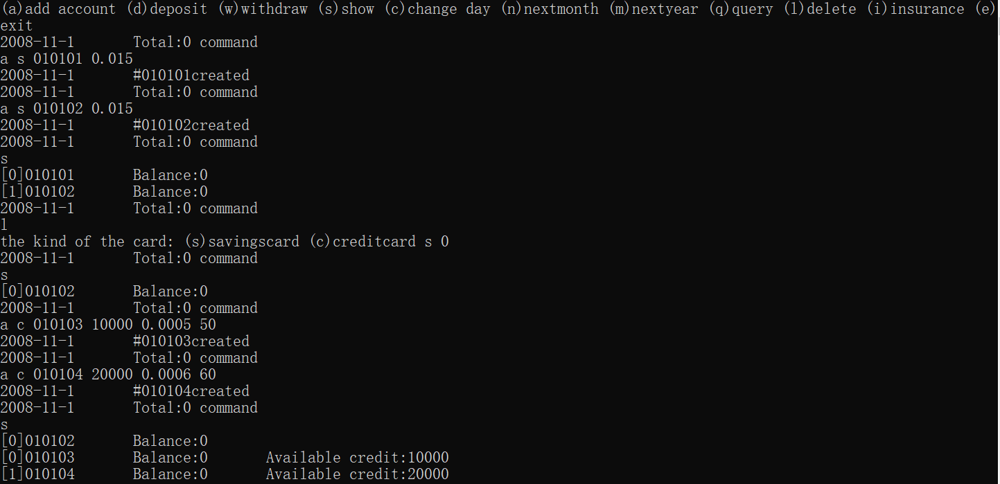 (a)add account (d)deposit (w)withdraw (s)show (c)change day (n)nextmonth (m)nextyear (q)query (l)delete (i)insurance (e)
exit
2008-11-1 Total:0 command
a s 010101 0.015
2008-11-1 #010101created
2008-11-1 Total:0 command
a s 010102 0.015
2008-11-1 #010102created
2008-11-1 Total:0 command
s
[0]010101 Balance:0
[1]010102 Balance:0
2008-11-1 Total:0 command
l
the kind of the card: (s)savingscard (c)creditcard s 0
2008-11-1 Total:0 command
s
[0]010102 Balance:0
2008-11-1 Total:0 command
a c 010103 10000 0.0005 50
2008-11-1 #010103created
2008-11-1 Total:0 command
a c 010104 20000 0.0006 60
2008-11-1 #010104created
2008-11-1 Total:0 command
s
[0]010102 Balance:0
[0]010103 Balance:0 Available credit:10000
[1]010104 Balance:0 Available credit:20000